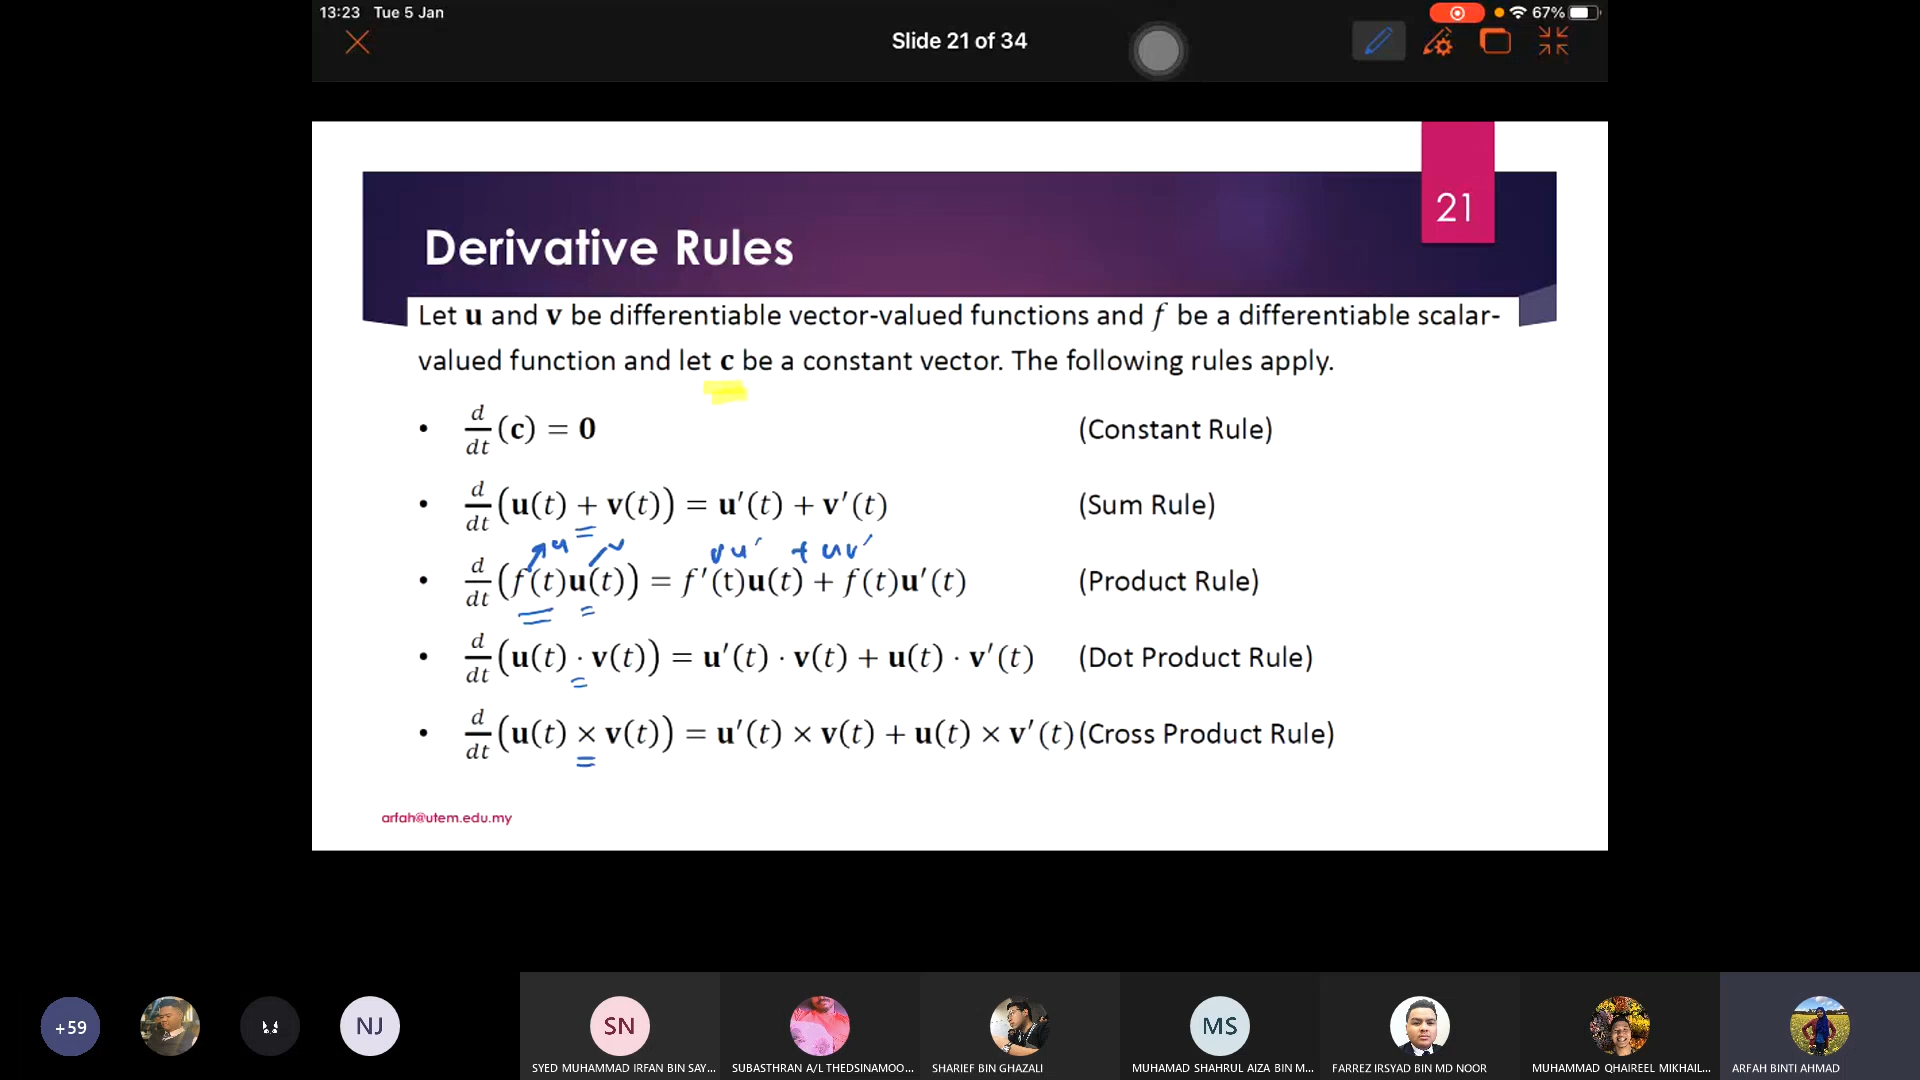 13:23 Tue 5 Jan
67%
Slide 21 of 34
21
Derivative Rules
Let u and v be differentiable vector-valued functions and f be a differentiable scalar-
valued function and let c be a constant vector. The following rules apply.
• d/dt (c) = 0 (Constant Rule)
• d/dt (u(t) + v(t)) = u′(t) + v′(t) (Sum Rule)
u v vu′ + uv′
• d/dt (f(t)u(t)) = f′(t)u(t) + f(t)u′(t) (Product Rule)
• d/dt (u(t) · v(t)) = u′(t) · v(t) + u(t) · v′(t) (Dot Product Rule)
• d/dt (u(t) × v(t)) = u′(t) × v(t) + u(t) × v′(t) (Cross Product Rule)
arfah@utem.edu.my
+59
NJ
SN
MS
SYED MUHAMMAD IRFAN BIN SAY...
SUBASTHRAN A/L THEDSINAMOO...
SHARIEF BIN GHAZALI
MUHAMAD SHAHRUL AIZA BIN M...
FARREZ IRSYAD BIN MD NOOR
MUHAMMAD QHAIREEL MIKHAIL...
ARFAH BINTI AHMAD